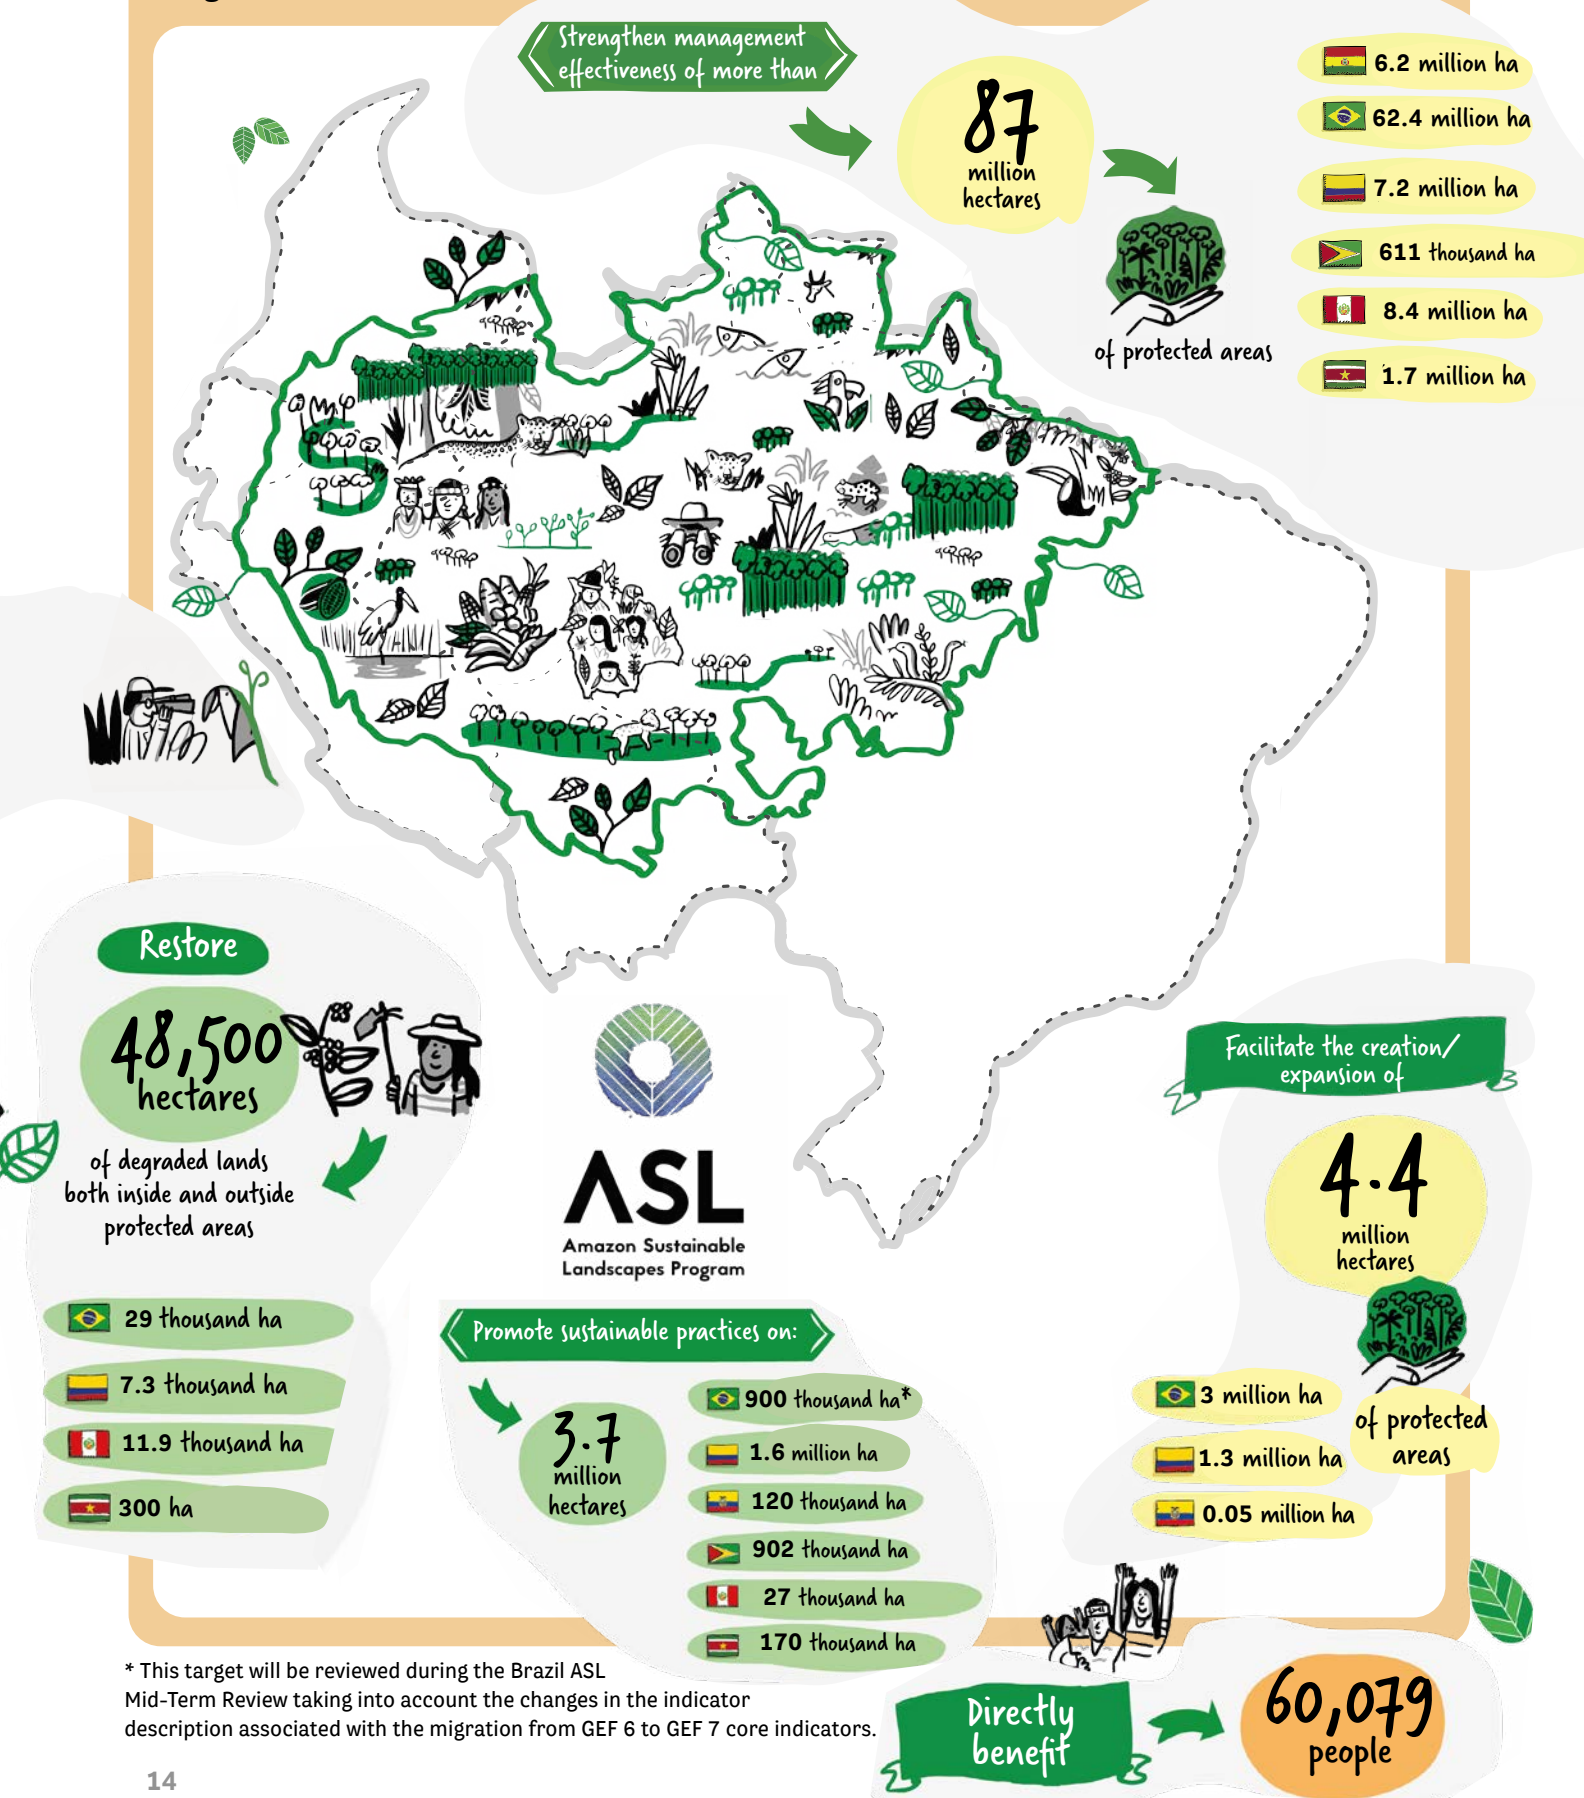 Strengthen management
effectiveness of more than
87
million
hectares
of protected areas
6.2 million ha
62.4 million ha
7.2 million ha
611 thousand ha
8.4 million ha
1.7 million ha
Restore
48,500
hectares
of degraded lands
both inside and outside
protected areas
29 thousand ha
7.3 thousand ha
11.9 thousand ha
300 ha
ASL
Amazon Sustainable
Landscapes Program
Promote sustainable practices on:
3.7
million
hectares
900 thousand ha*
1.6 million ha
120 thousand ha
902 thousand ha
27 thousand ha
170 thousand ha
Facilitate the creation/
expansion of
4.4
million
hectares
of protected
areas
3 million ha
1.3 million ha
0.05 million ha
* This target will be reviewed during the Brazil ASL
Mid-Term Review taking into account the changes in the indicator
description associated with the migration from GEF 6 to GEF 7 core indicators.
Directly
benefit
60,079
people
14